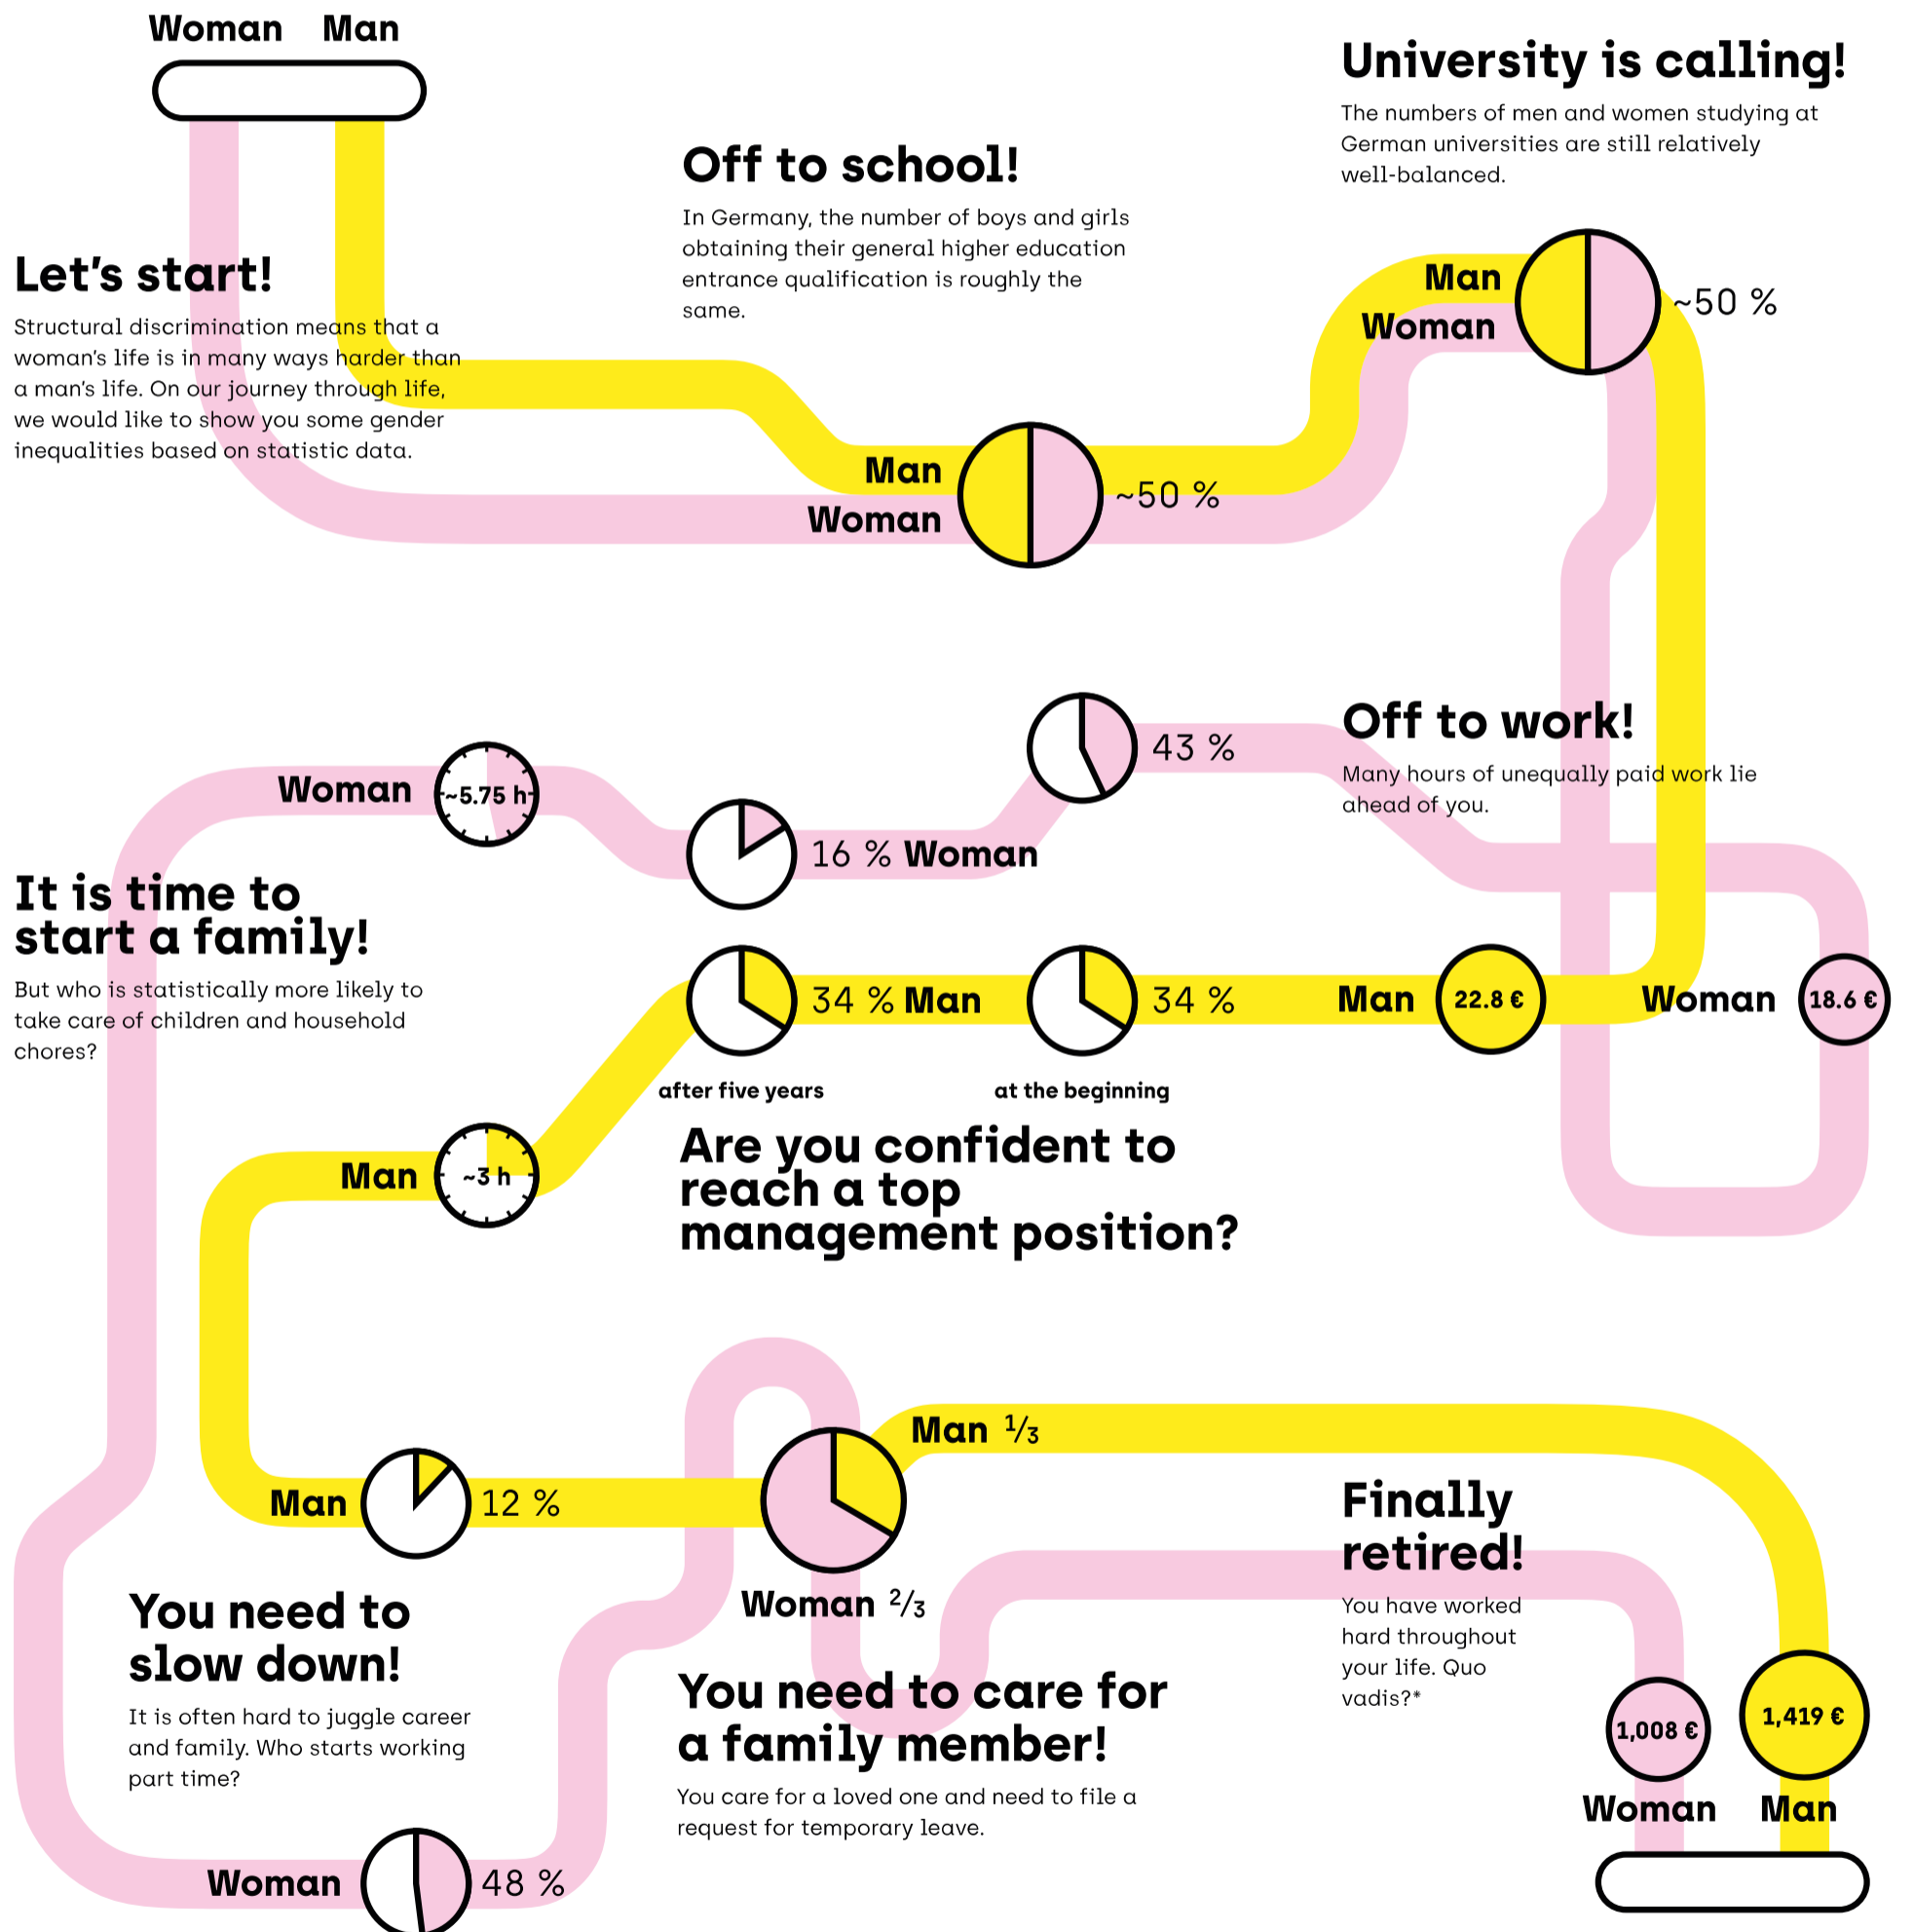 Woman Man
Let's start!
Structural discrimination means that a
woman's life is in many ways harder than
a man's life. On our journey through life,
we would like to show you some gender
inequalities based on statistic data.
Off to school!
In Germany, the number of boys and girls
obtaining their general higher education
entrance qualification is roughly the
same.
Man
Woman
~50 %
University is calling!
The numbers of men and women studying at
German universities are still relatively
well-balanced.
Man
Woman
~50 %
Off to work!
Many hours of unequally paid work lie
ahead of you.
Man 22.8 €
Woman 18.6 €
43 %
16 % Woman
34 % Man
34 %
after five years
at the beginning
Are you confident to
reach a top
management position?
Woman ~5.75 h
It is time to
start a family!
But who is statistically more likely to
take care of children and household
chores?
Man ~3 h
Man 12 %
You need to
slow down!
It is often hard to juggle career
and family. Who starts working
part time?
Woman 48 %
Man 1/3
Woman 2/3
You need to care for
a family member!
You care for a loved one and need to file a
request for temporary leave.
Finally
retired!
You have worked
hard throughout
your life. Quo
vadis?*
1,008 €
1,419 €
Woman Man